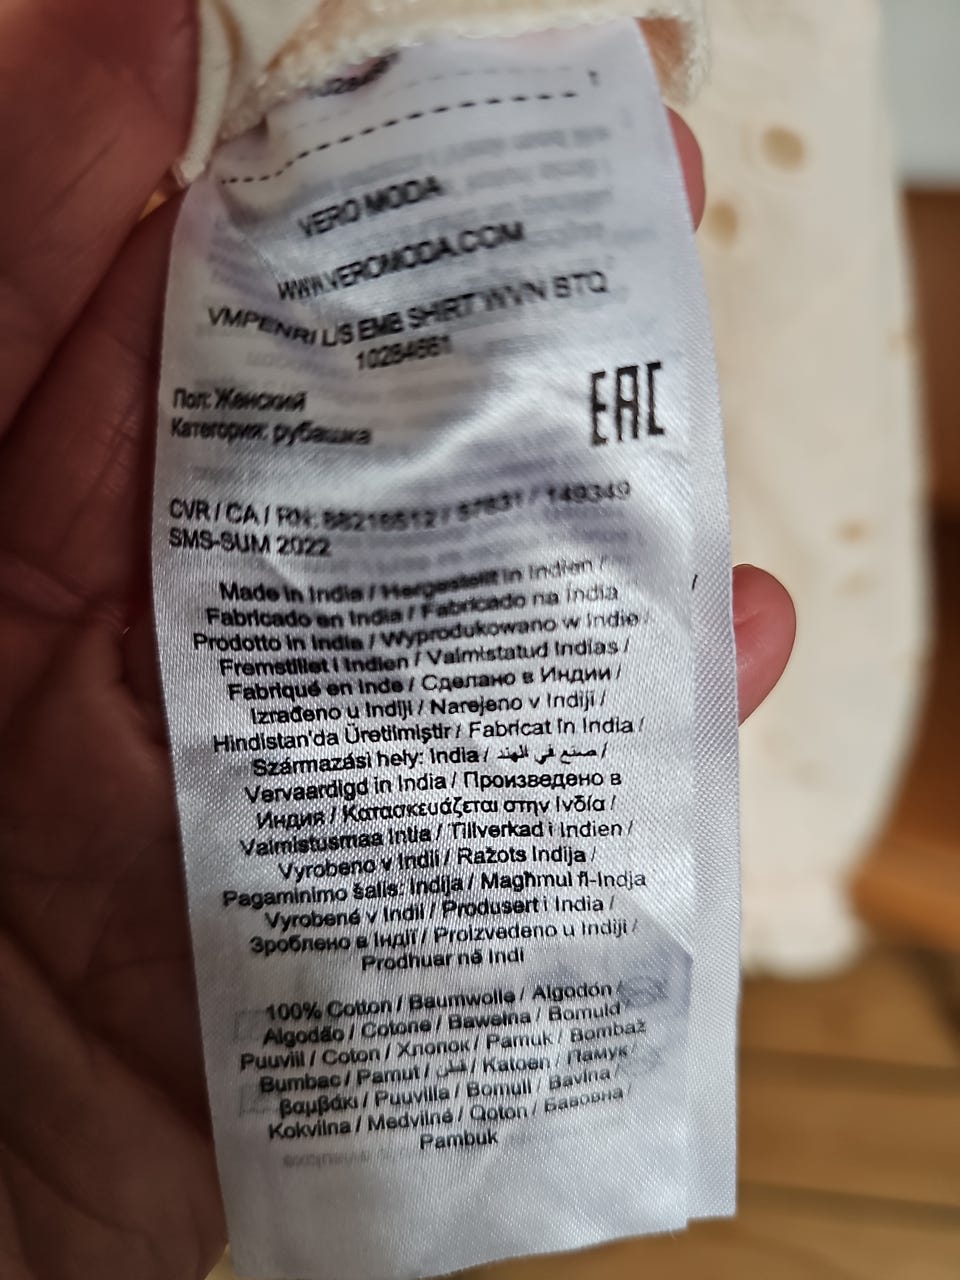 VERO MODA
WWW.VEROMODA.COM
VMPENRI L/S EMB SHIRT WVN BTQ
10284661
EAC
Пол: Женский
Категория: рубашка
CVR / CA / RN: / 149349
SMS-SUM 2022
Made in India / Hergestellt in Indien /
Fabricado en India / Fabricado na Índia
Prodotto in India / Wyprodukowano w Indie /
Fremstillet i Indien / Valmistatud Indias /
Fabriqué en Inde / Сделано в Индии /
Izrađeno u Indiji / Narejeno v Indiji /
Hindistan'da Üretilmiştir / Fabricat în India /
Származási hely: India / صنع في الهند /
Vervaardigd in India / Произведено в
Индия / Κατασκευάζεται στην Ινδία /
Valmistusmaa Intia / Tillverkad i Indien /
Vyrobeno v Indii / Ražots Indija /
Pagaminimo šalis: Indija / Magħmul fl-Indja
Vyrobené v Indii / Produsert i India /
Зроблено в Індії / Proizvedeno u Indiji /
Prodhuar në Indi
100% Cotton / Baumwolle / Algodón /
Algodão / Cotone / Bawełna / Bomuld
Puuvill / Coton / Хлопок / Pamuk / Bombaž
Bumbac / Pamut / قطن / Katoen / Памук /
βαμβάκι / Puuvilla / Bomull / Bavlna /
Kokvilna / Medvilnė / Qoton / Бавовна
Pambuk